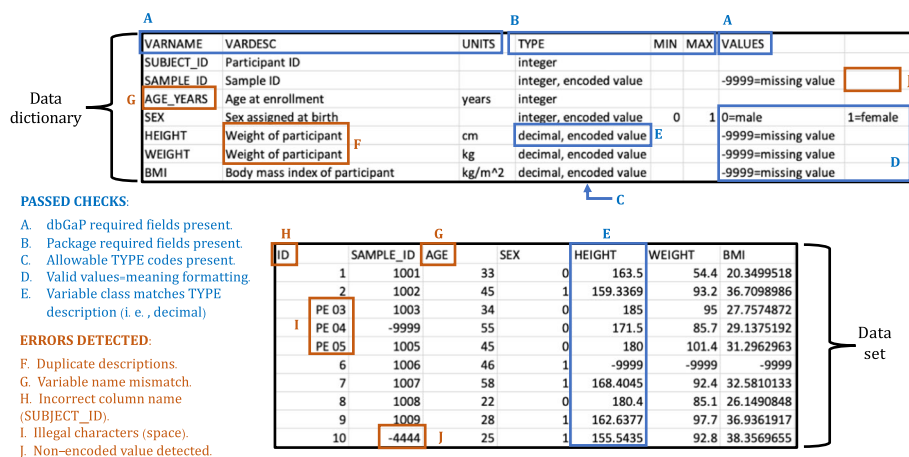 A B A
VARNAME VARDESC UNITS TYPE MIN MAX VALUES
SUBJECT_ID Participant ID integer
SAMPLE_ID Sample ID integer, encoded value -9999=missing value J
G AGE_YEARS Age at enrollment years integer
SEX Sex assigned at birth integer, encoded value 0 1 0=male 1=female
HEIGHT Weight of participant cm decimal, encoded value E -9999=missing value
WEIGHT Weight of participant F kg decimal, encoded value -9999=missing value D
BMI Body mass index of participant kg/m^2 decimal, encoded value -9999=missing value
C
Data
dictionary
PASSED CHECKS:
A. dbGaP required fields present.
B. Package required fields present.
C. Allowable TYPE codes present.
D. Valid values=meaning formatting.
E. Variable class matches TYPE
description (i. e. , decimal)
ERRORS DETECTED:
F. Duplicate descriptions.
G. Variable name mismatch.
H. Incorrect column name
(SUBJECT_ID).
I. Illegal characters (space).
J. Non–encoded value detected.
H G E
ID SAMPLE_ID AGE SEX HEIGHT WEIGHT BMI
1 1001 33 0 163.5 54.4 20.3499518
2 1002 45 1 159.3369 93.2 36.7098986
PE 03 1003 34 0 185 95 27.7574872
I PE 04 -9999 55 0 171.5 85.7 29.1375192
PE 05 1005 45 0 180 101.4 31.2962963
6 1006 46 1 -9999 -9999 -9999
7 1007 58 1 168.4045 92.4 32.5810133
8 1008 22 0 180.4 85.1 26.1490848
9 1009 28 1 162.6377 97.7 36.9361917
10 -4444 J 25 1 155.5435 92.8 38.3569655
Data
set